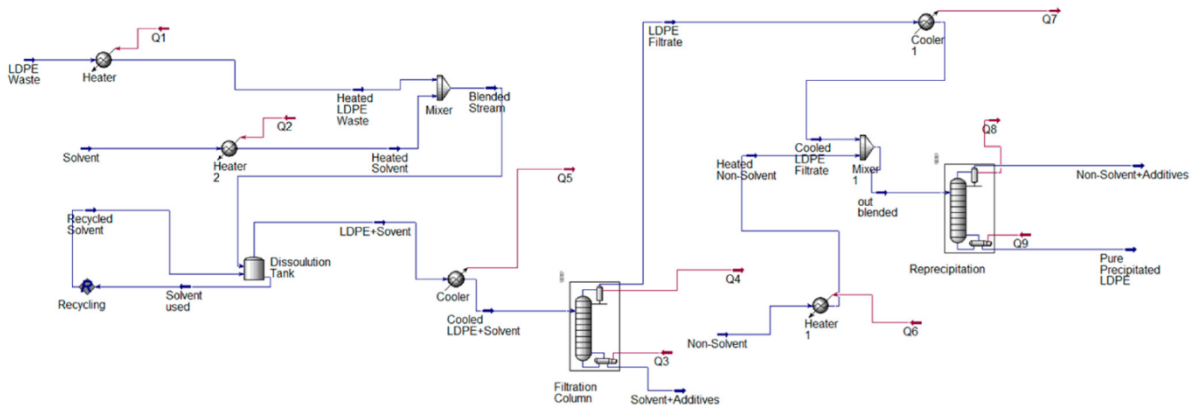 Q1
LDPE
Waste
Heater
Heated
LDPE
Waste
Mixer
Blended
Stream
Q2
Solvent
Heater
2
Heated
Solvent
Q5
Recycled
Solvent
LDPE+Sovent
Dissoulution
Tank
Recycling
Solvent
used
Cooler
Cooled
LDPE+Solvent
Q4
Q3
Filtration
Column
Solvent+Additives
LDPE
Filtrate
Cooler
1
Q7
Q8
Heated
Non-Solvent
Cooled
LDPE
Filtrate
Mixer
1
out
blended
Non-Solvent+Additives
Q9
Reprecipitation
Pure
Precipitated
LDPE
Non-Solvent
Heater
1
Q6